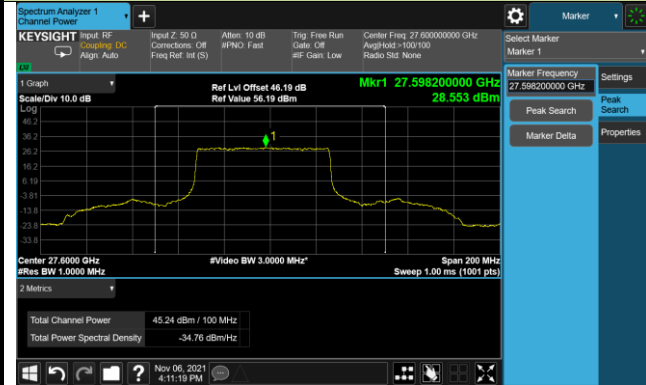 Spectrum Analyzer 1
Channel Power
KEYSIGHT
Input: RF
Coupling: DC
Align: Auto
Input Z: 50 Ω
Corrections: Off
Freq Ref: Int (S)
Atten: 10 dB
#PNO: Fast
Trig: Free Run
Gate: Off
#IF Gain: Low
Center Freq: 27.600000000 GHz
Avg|Hold:>100/100
Radio Std: None
1 Graph
Scale/Div 10.0 dB
Ref Lvl Offset 46.19 dB
Ref Value 56.19 dBm
Mkr1 27.598200000 GHz
28.553 dBm
Log
46.2
36.2
26.2
16.2
6.19
-3.81
-13.8
-23.8
-33.8
1
Center 27.6000 GHz
#Res BW 1.0000 MHz
#Video BW 3.0000 MHz*
Span 200 MHz
Sweep 1.00 ms (1001 pts)
2 Metrics
Total Channel Power 45.24 dBm / 100 MHz
Total Power Spectral Density -34.76 dBm/Hz
Nov 06, 2021
4:11:19 PM
Marker
Select Marker
Marker 1
Marker Frequency
27.598200000 GHz
Peak Search
Marker Delta
Settings
Peak
Search
Properties